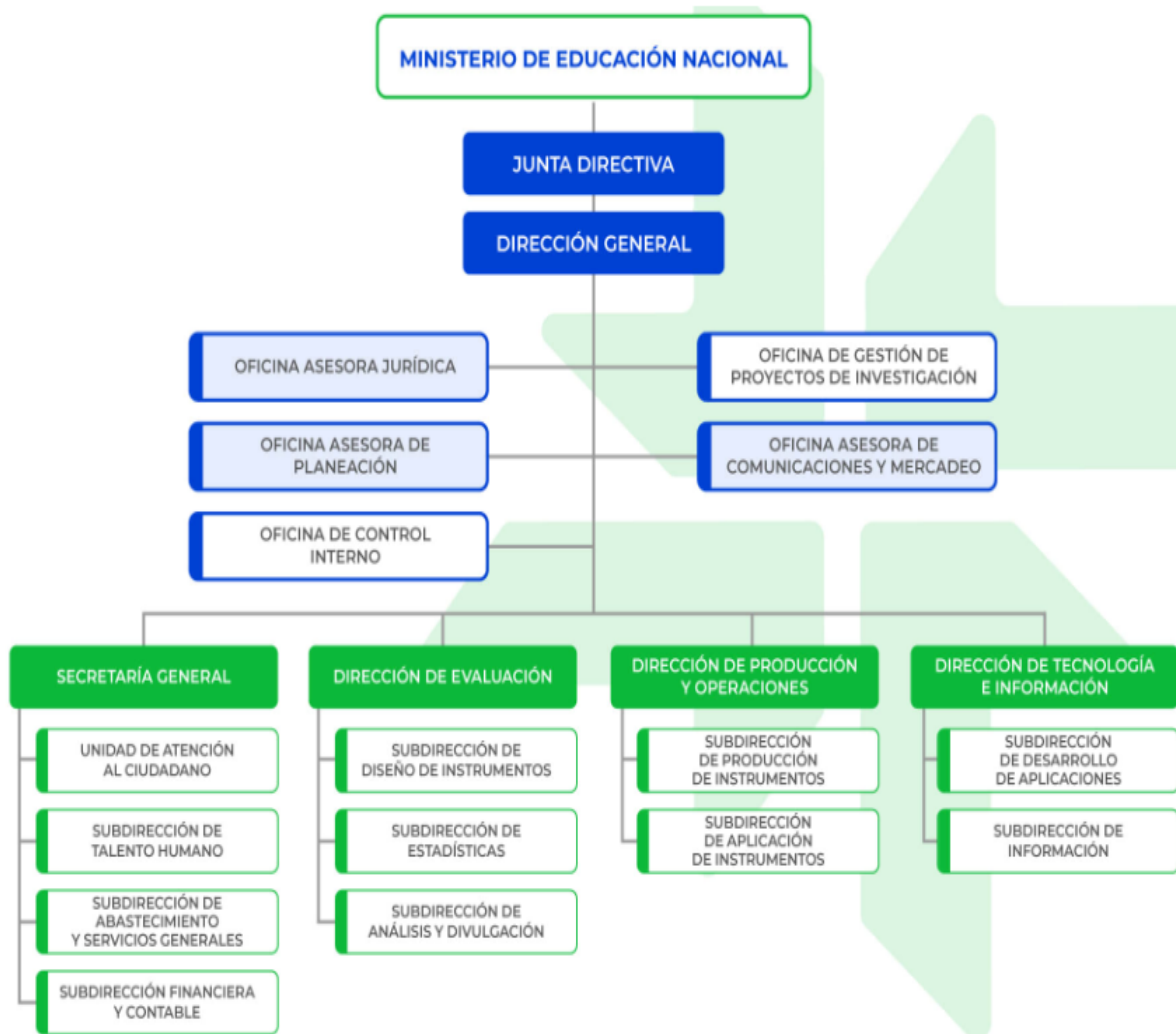 MINISTERIO DE EDUCACIÓN NACIONAL
JUNTA DIRECTIVA
DIRECCIÓN GENERAL
OFICINA ASESORA JURÍDICA
OFICINA DE GESTIÓN DE
PROYECTOS DE INVESTIGACIÓN
OFICINA ASESORA DE
PLANEACIÓN
OFICINA ASESORA DE
COMUNICACIONES Y MERCADEO
OFICINA DE CONTROL
INTERNO
SECRETARÍA GENERAL
UNIDAD DE ATENCIÓN
AL CIUDADANO
SUBDIRECCIÓN DE
TALENTO HUMANO
SUBDIRECCIÓN DE
ABASTECIMIENTO
Y SERVICIOS GENERALES
SUBDIRECCIÓN FINANCIERA
Y CONTABLE
DIRECCIÓN DE EVALUACIÓN
SUBDIRECCIÓN DE
DISEÑO DE INSTRUMENTOS
SUBDIRECCIÓN DE
ESTADÍSTICAS
SUBDIRECCIÓN DE
ANÁLISIS Y DIVULGACIÓN
DIRECCIÓN DE PRODUCCIÓN
Y OPERACIONES
SUBDIRECCIÓN
DE PRODUCCIÓN
DE INSTRUMENTOS
SUBDIRECCIÓN
DE APLICACIÓN
DE INSTRUMENTOS
DIRECCIÓN DE TECNOLOGÍA
E INFORMACIÓN
SUBDIRECCIÓN
DE DESARROLLO
DE APLICACIONES
SUBDIRECCIÓN DE
INFORMACIÓN